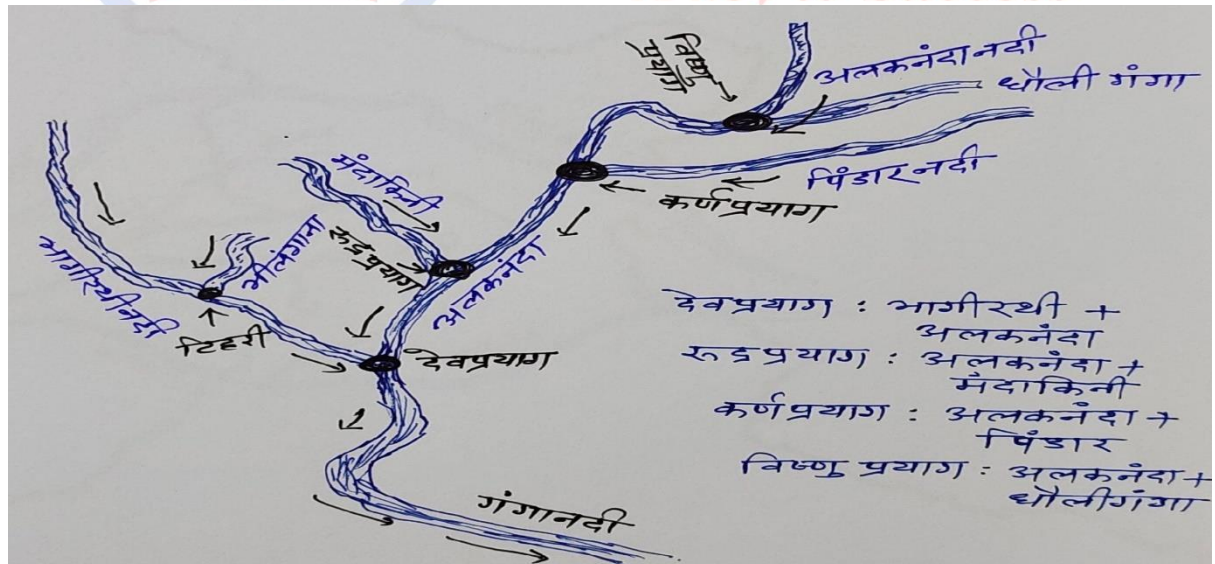 विष्णु
प्रयाग
अलकनंदा नदी
धौली गंगा
पिंडार नदी
कर्णप्रयाग
मंदाकिनी
रूद्रप्रयाग
अलकनंदा
भीलंगाना
भागीरथी नदी
टिहरी
देवप्रयाग
गंगा नदी
देवप्रयाग : भागीरथी +
अलकनंदा
रूद्रप्रयाग : अलकनंदा +
मंदाकिनी
कर्णप्रयाग : अलकनंदा +
पिंडार
विष्णु प्रयाग : अलकनंदा +
धौलीगंगा